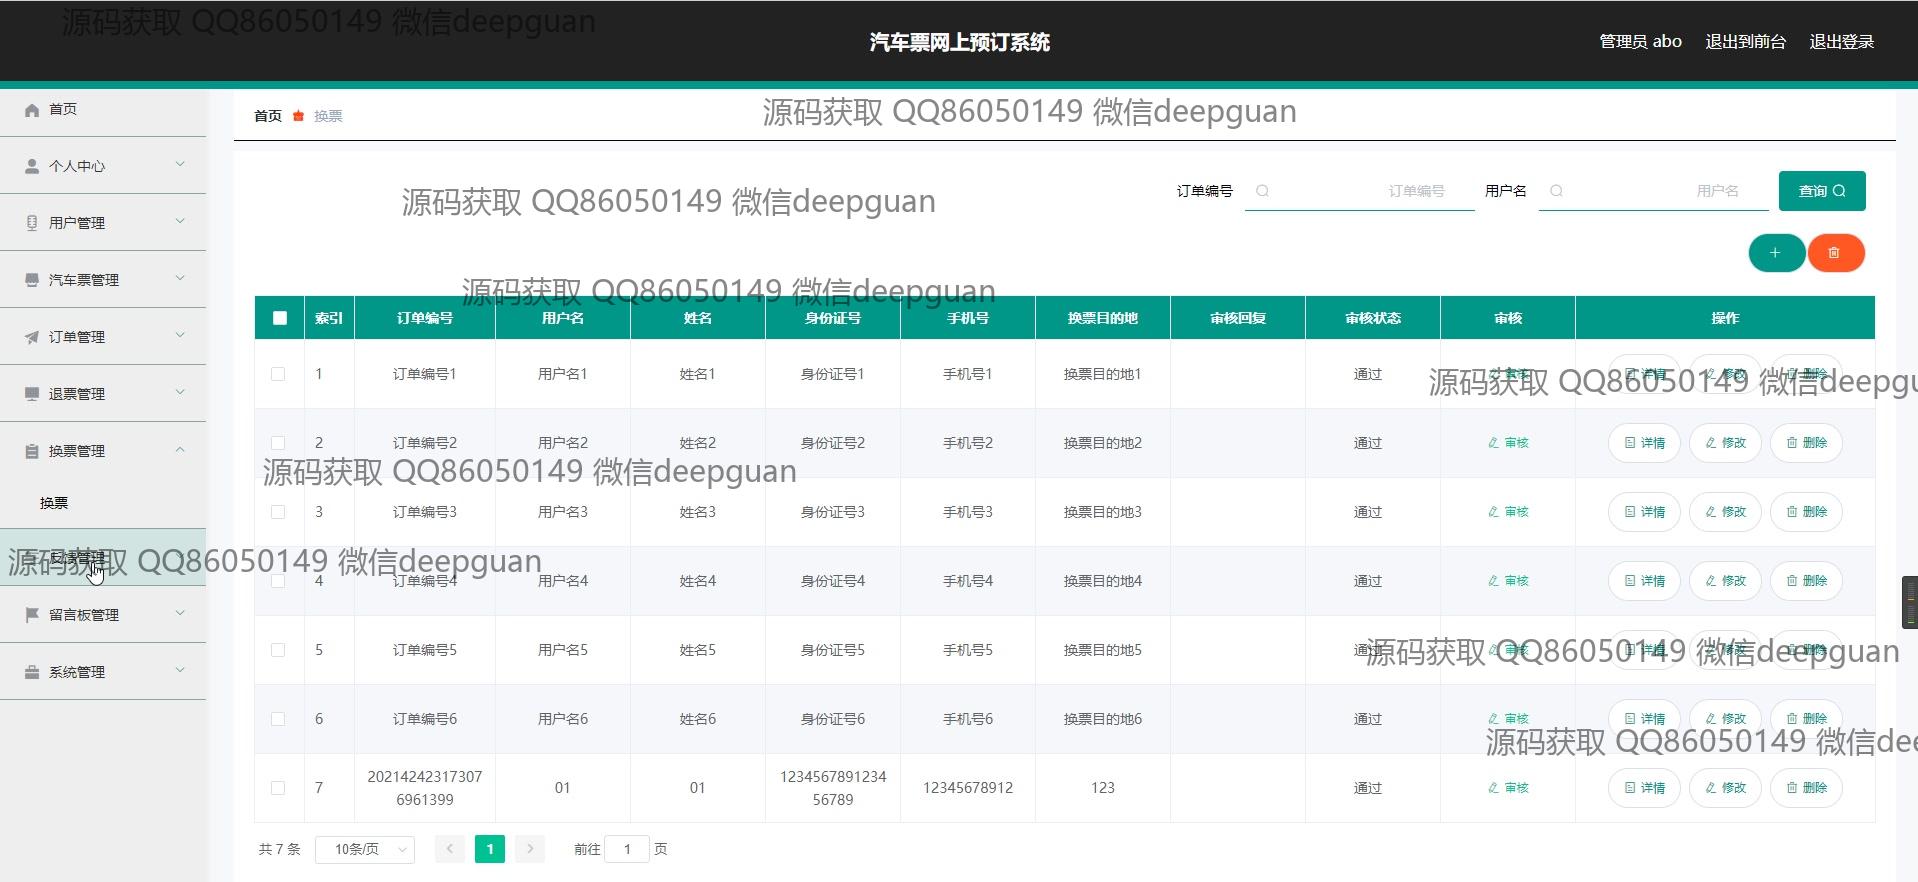 源码获取 QQ86050149 微信deepguan
汽车票网上预订系统
管理员 abo 退出到前台 退出登录
首页
个人中心
用户管理
汽车票管理
订单管理
退票管理
换票管理
换票
反馈管理
留言板管理
系统管理
首页 换票
源码获取 QQ86050149 微信deepguan
源码获取 QQ86050149 微信deepguan
订单编号 订单编号 用户名 用户名 查询
源码获取 QQ86050149 微信deepguan
索引 订单编号 用户名 姓名 身份证号 手机号 换票目的地 审核回复 审核状态 审核 操作
1 订单编号1 用户名1 姓名1 身份证号1 手机号1 换票目的地1 通过 审核 详情 修改 删除
源码获取 QQ86050149 微信deepgu
2 订单编号2 用户名2 姓名2 身份证号2 手机号2 换票目的地2 通过 审核 详情 修改 删除
源码获取 QQ86050149 微信deepguan
3 订单编号3 用户名3 姓名3 身份证号3 手机号3 换票目的地3 通过 审核 详情 修改 删除
源码获取 QQ86050149 微信deepguan
4 订单编号4 用户名4 姓名4 身份证号4 手机号4 换票目的地4 通过 审核 详情 修改 删除
5 订单编号5 用户名5 姓名5 身份证号5 手机号5 换票目的地5 通过 审核 详情 修改 删除
源码获取 QQ86050149 微信deepguan
6 订单编号6 用户名6 姓名6 身份证号6 手机号6 换票目的地6 通过 审核 详情 修改 删除
源码获取 QQ86050149 微信dee
7 20214242317307 01 01 1234567891234 12345678912 123 通过 审核 详情 修改 删除
6961399 56789
共 7 条 10条/页 1 前往 1 页